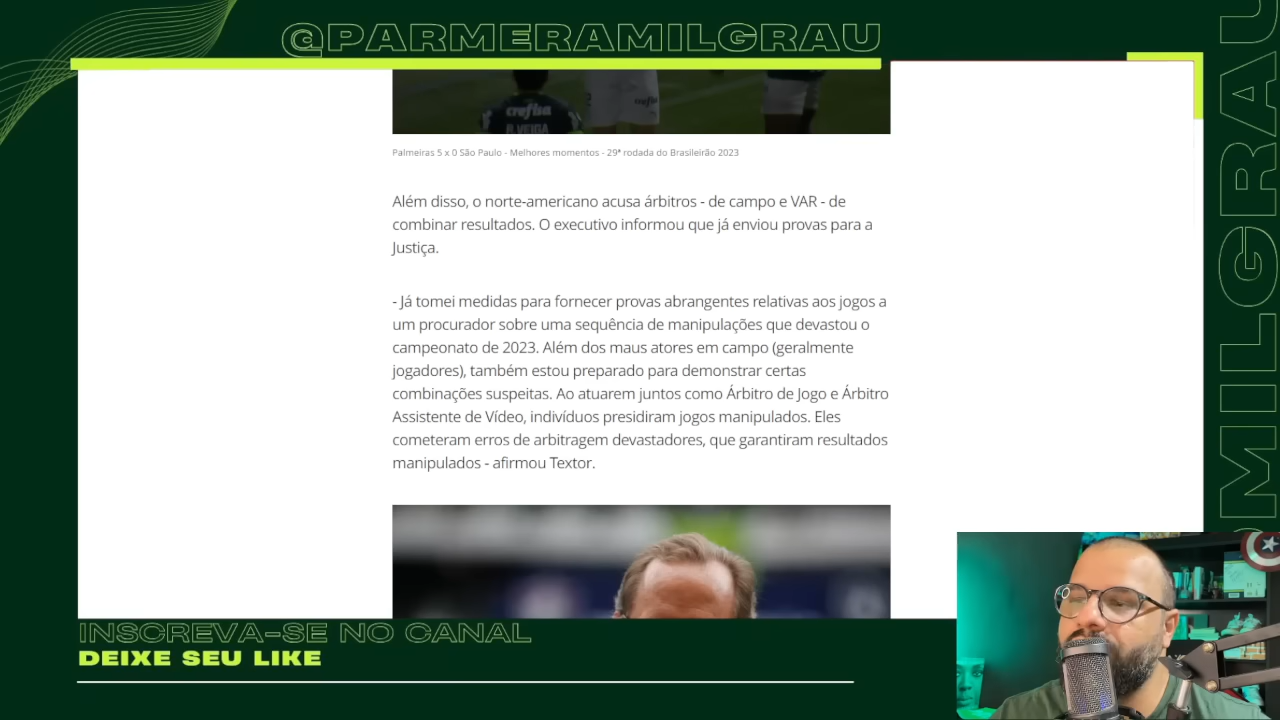 @PARMERAMILGRAU
crefisa
R.VEIGA
crefisa
Palmeiras 5 x 0 São Paulo - Melhores momentos - 29ª rodada do Brasileirão 2023
Além disso, o norte-americano acusa árbitros - de campo e VAR - de
combinar resultados. O executivo informou que já enviou provas para a
Justiça.
- Já tomei medidas para fornecer provas abrangentes relativas aos jogos a
um procurador sobre uma sequência de manipulações que devastou o
campeonato de 2023. Além dos maus atores em campo (geralmente
jogadores), também estou preparado para demonstrar certas
combinações suspeitas. Ao atuarem juntos como Árbitro de Jogo e Árbitro
Assistente de Vídeo, indivíduos presidiram jogos manipulados. Eles
cometeram erros de arbitragem devastadores, que garantiram resultados
manipulados - afirmou Textor.
INSCREVA-SE NO CANAL
DEIXE SEU LIKE
OMILGRAU